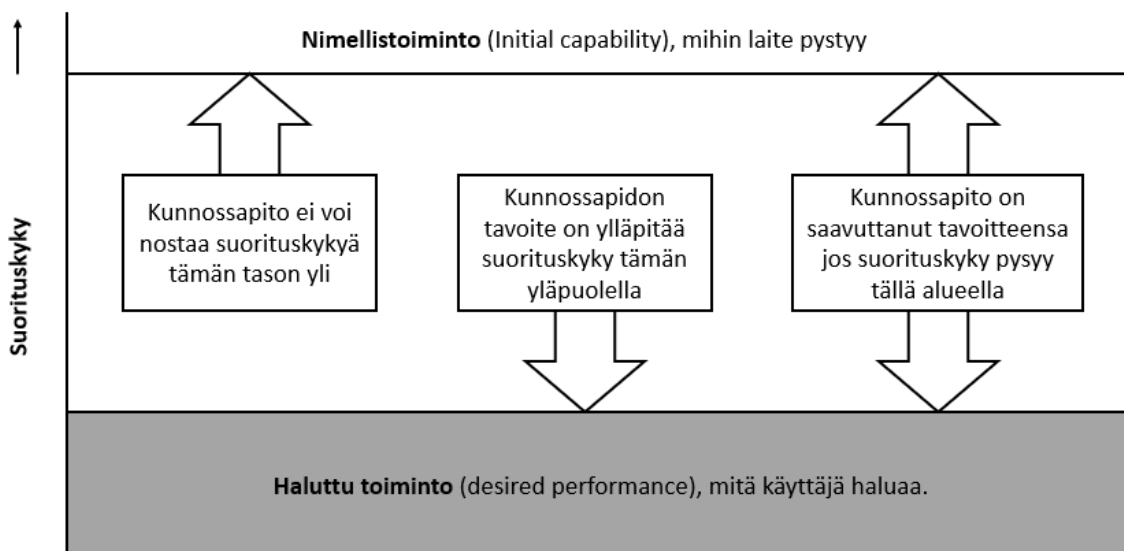 Nimellistoiminto (Initial capability), mihin laite pystyy
Suorituskyky
Kunnossapito ei voi
nostaa suorituskykyä
tämän tason yli
Kunnossapidon
tavoite on ylläpitää
suorituskyky tämän
yläpuolella
Kunnossapito on
saavuttanut tavoitteensa
jos suorituskyky pysyy
tällä alueella
Haluttu toiminto (desired performance), mitä käyttäjä haluaa.